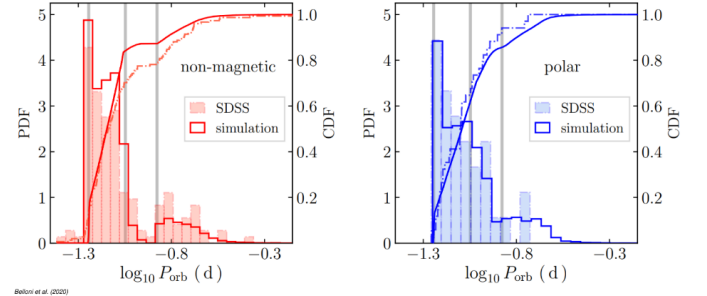 5
4
3
2
1
0
PDF
1.0
0.8
0.6
0.4
0.2
CDF
non-magnetic
SDSS
simulation
−1.3
−0.8
−0.3
log10 Porb ( d )
5
4
3
2
1
0
PDF
1.0
0.8
0.6
0.4
0.2
CDF
polar
SDSS
simulation
−1.3
−0.8
−0.3
log10 Porb ( d )
Belloni et al. (2020)